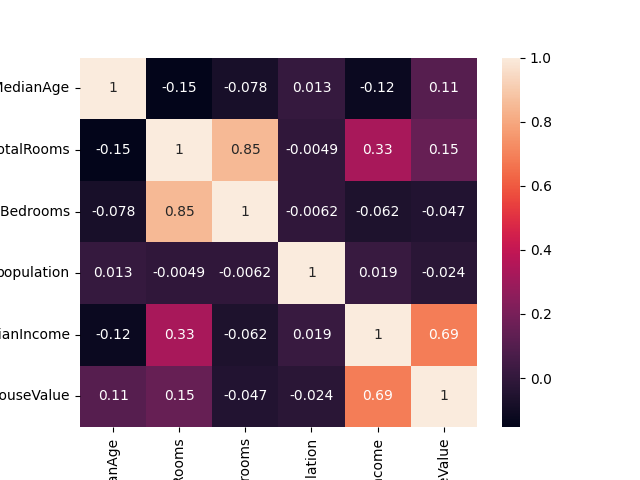 MedianAge 1 -0.15 -0.078 0.013 -0.12 0.11
otalRooms -0.15 1 0.85 -0.0049 0.33 0.15
Bedrooms -0.078 0.85 1 -0.0062 -0.062 -0.047
population 0.013 -0.0049 -0.0062 1 0.019 -0.024
ianIncome -0.12 0.33 -0.062 0.019 1 0.69
ouseValue 0.11 0.15 -0.047 -0.024 0.69 1
anAge
Rooms
rooms
lation
ncome
eValue
1.0
0.8
0.6
0.4
0.2
0.0